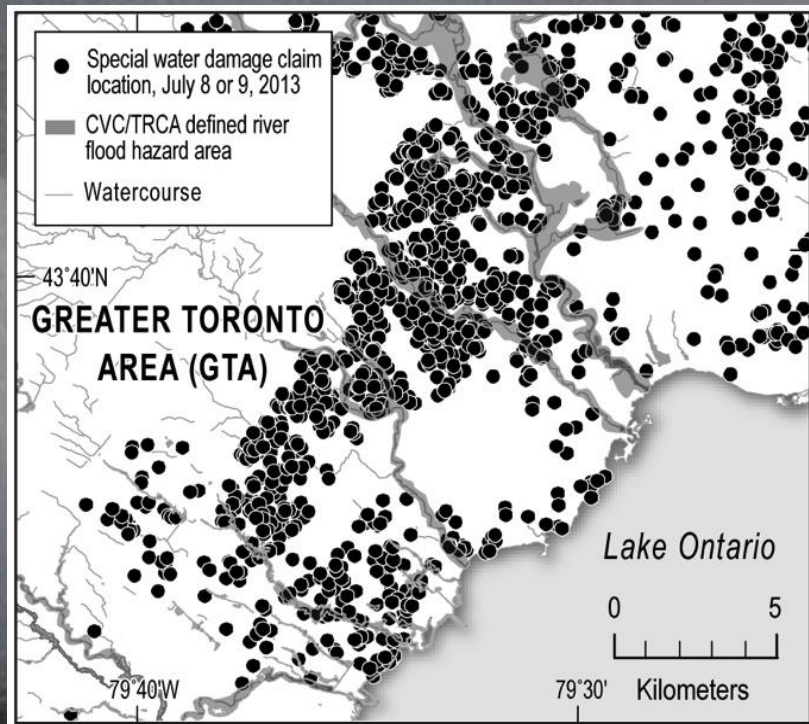 Special water damage claim
location, July 8 or 9, 2013
CVC/TRCA defined river
flood hazard area
Watercourse
43°40'N
GREATER TORONTO
AREA (GTA)
Lake Ontario
0 5
Kilometers
79°40'W
79°30'